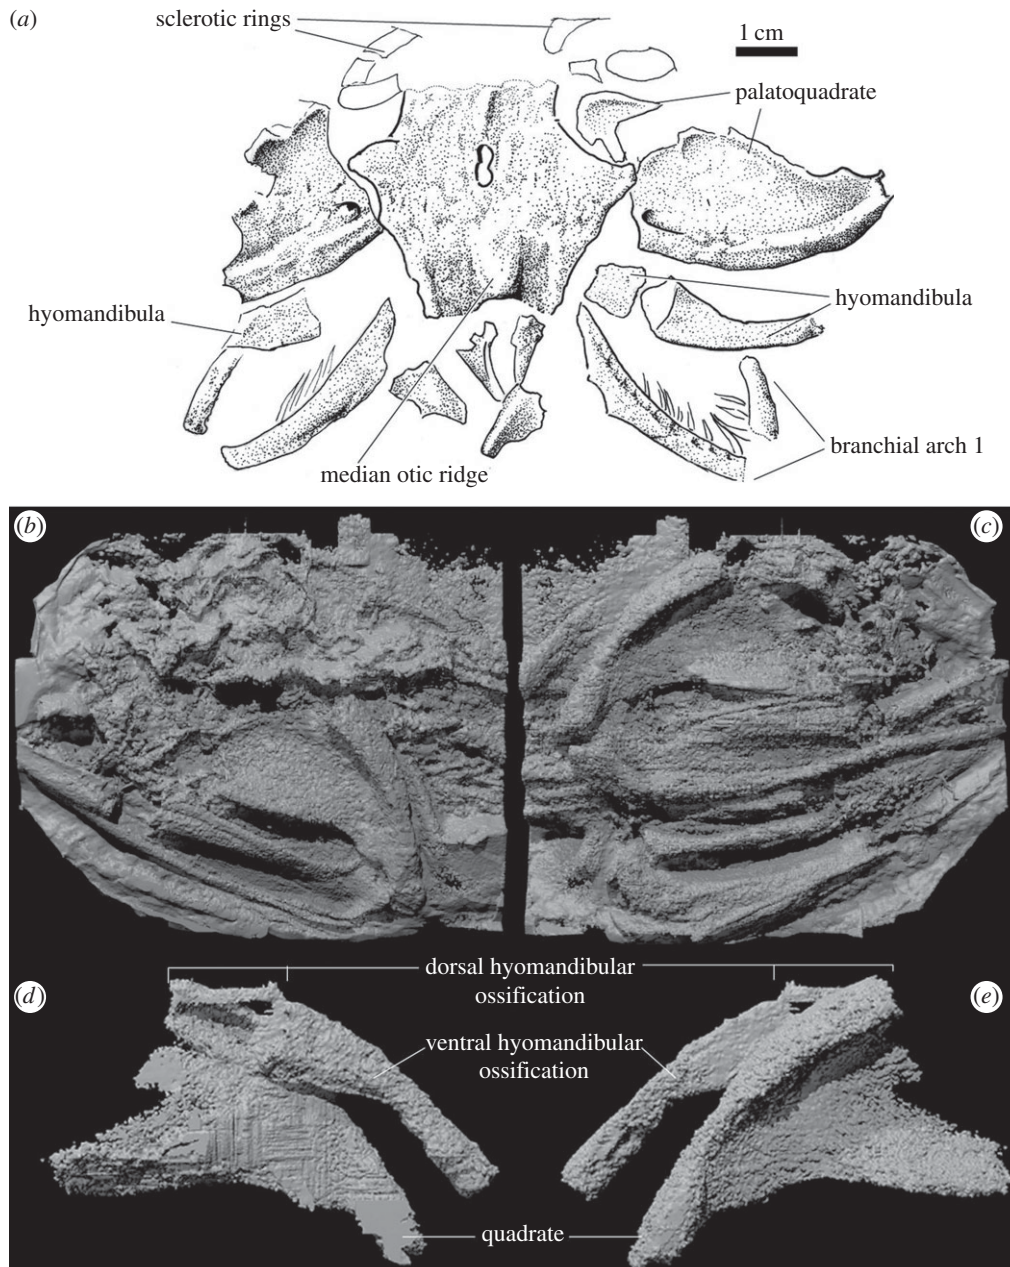 (a)
sclerotic rings
1 cm
palatoquadrate
hyomandibula
hyomandibula
branchial arch 1
median otic ridge
(b)
(c)
dorsal hyomandibular
ossification
(d)
(e)
ventral hyomandibular
ossification
quadrate